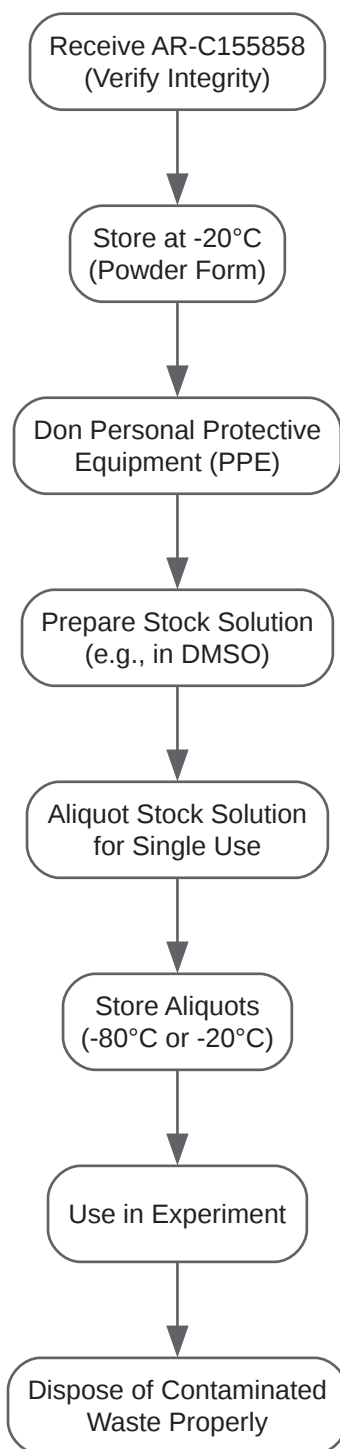 Receive AR-C155858
(Verify Integrity)
Store at -20°C
(Powder Form)
Don Personal Protective
Equipment (PPE)
Prepare Stock Solution
(e.g., in DMSO)
Aliquot Stock Solution
for Single Use
Store Aliquots
(-80°C or -20°C)
Use in Experiment
Dispose of Contaminated
Waste Properly